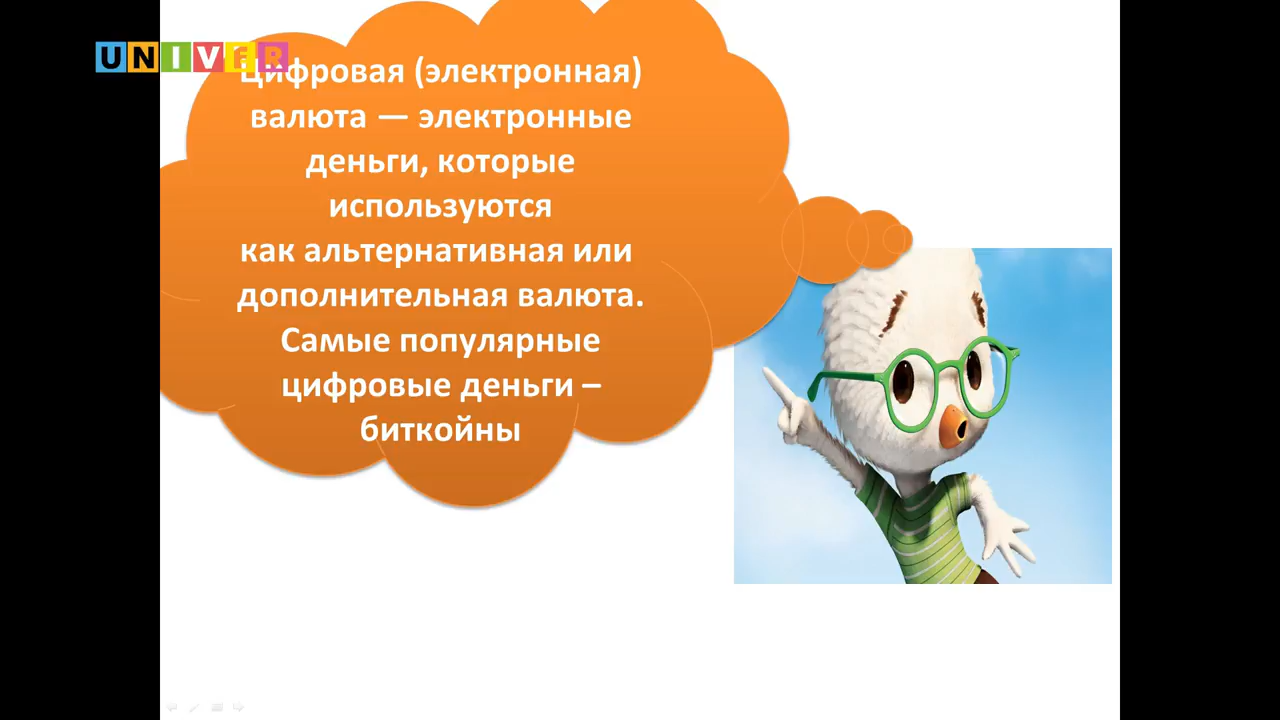 UNIVER
Цифровая (электронная)
валюта — электронные
деньги, которые
используются
как альтернативная или
дополнительная валюта.
Самые популярные
цифровые деньги –
биткойны